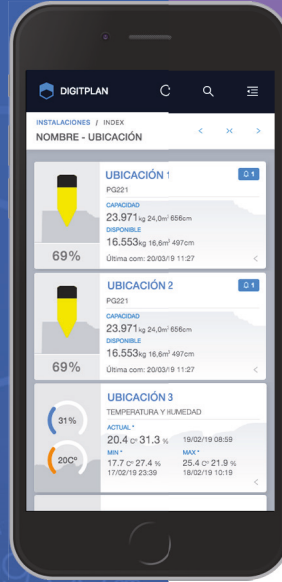 DIGITPLAN
INSTALACIONES / INDEX
NOMBRE - UBICACIÓN
UBICACIÓN 1
1
PG221
CAPACIDAD
23.971kg 24,0m³ 656cm
DISPONIBLE
16.553kg 16,6m³ 497cm
69%
Última com: 20/03/19 11:27
UBICACIÓN 2
1
PG221
CAPACIDAD
23.971kg 24,0m³ 656cm
DISPONIBLE
16.553kg 16,6m³ 497cm
69%
Última com: 20/03/19 11:27
UBICACIÓN 3
TEMPERATURA Y HUMEDAD
31%
ACTUAL *
20.4 Cº 31.3 % 19/02/19 08:59
20Cº
MIN * MAX *
17.7 Cº 27.4 % 25.4 Cº 21.9 %
17/02/19 23:39 18/02/19 10:19